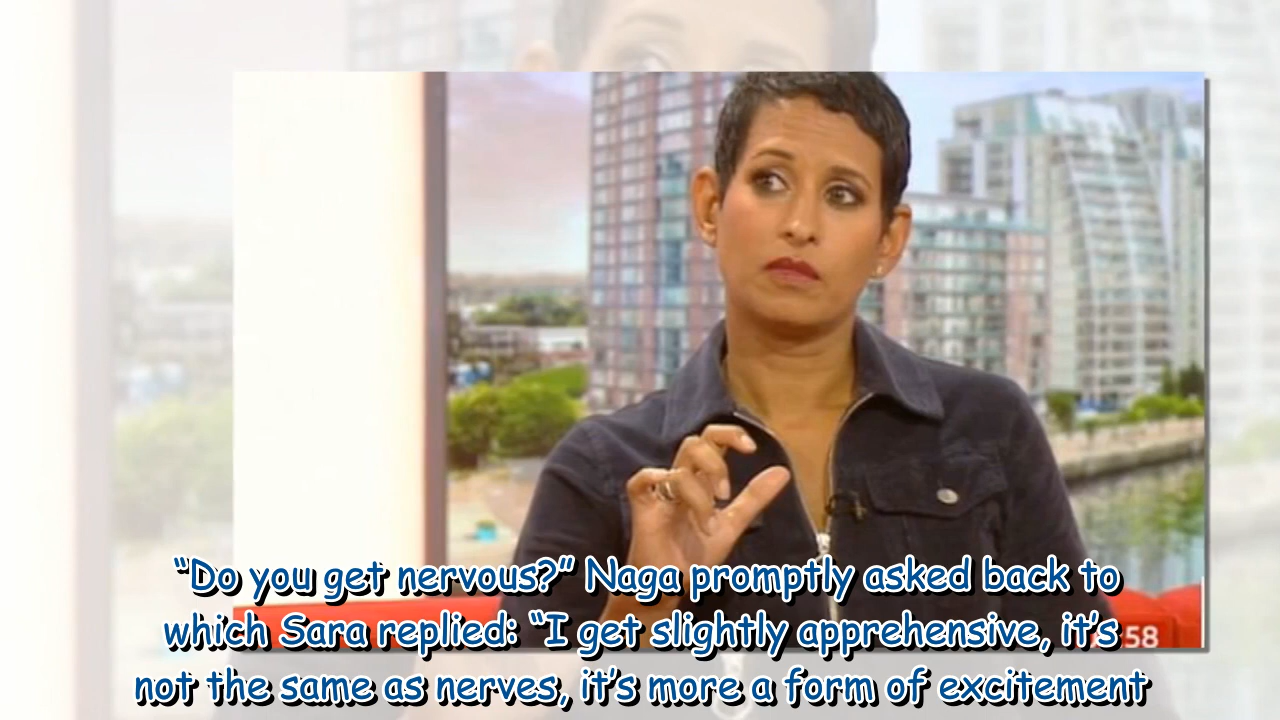 “Do you get nervous?” Naga promptly asked back to
which Sara replied: “I get slightly apprehensive, it’s
not the same as nerves, it’s more a form of excitement
:58